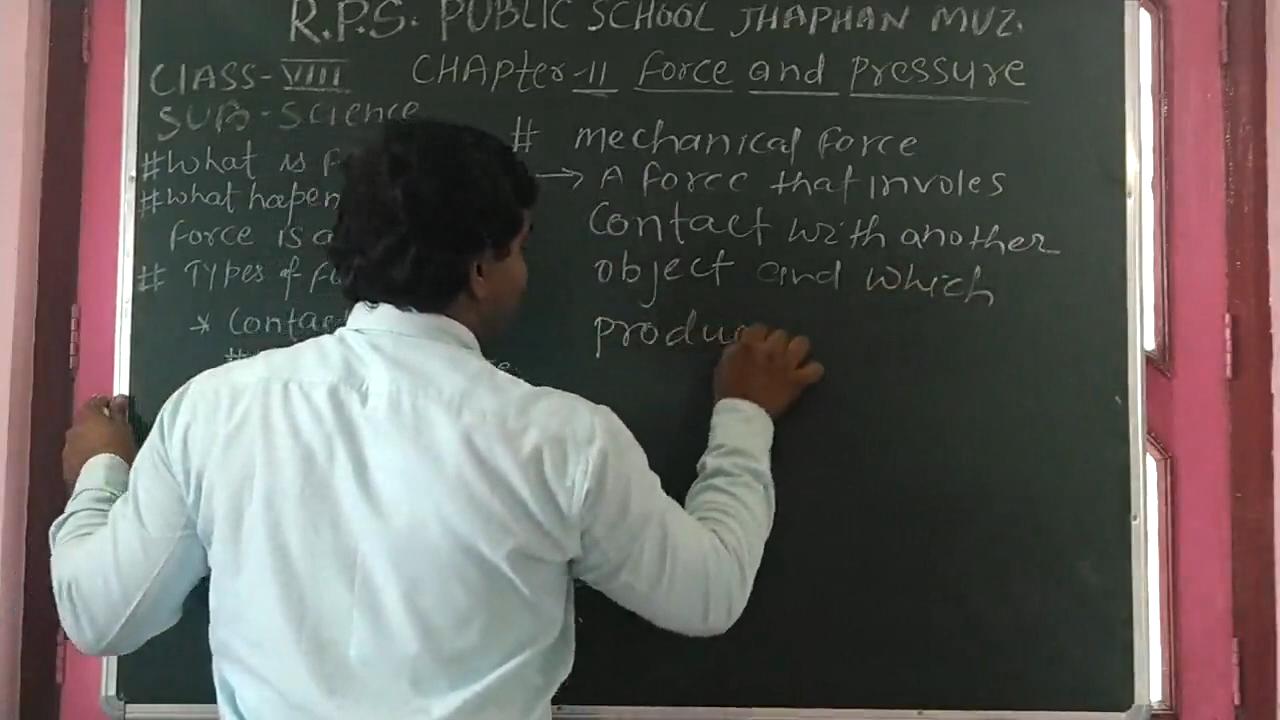 R.P.S. PUBLIC SCHOOL JHAPHAN MUZ.
CLASS-VIII
CHAPter-11 Force and Pressure
SUB-Science
#What is
#What hapen
Force is
# Types of
* Contac
# mechanical force
→ A force that involes
Contact with another
object and which
produ